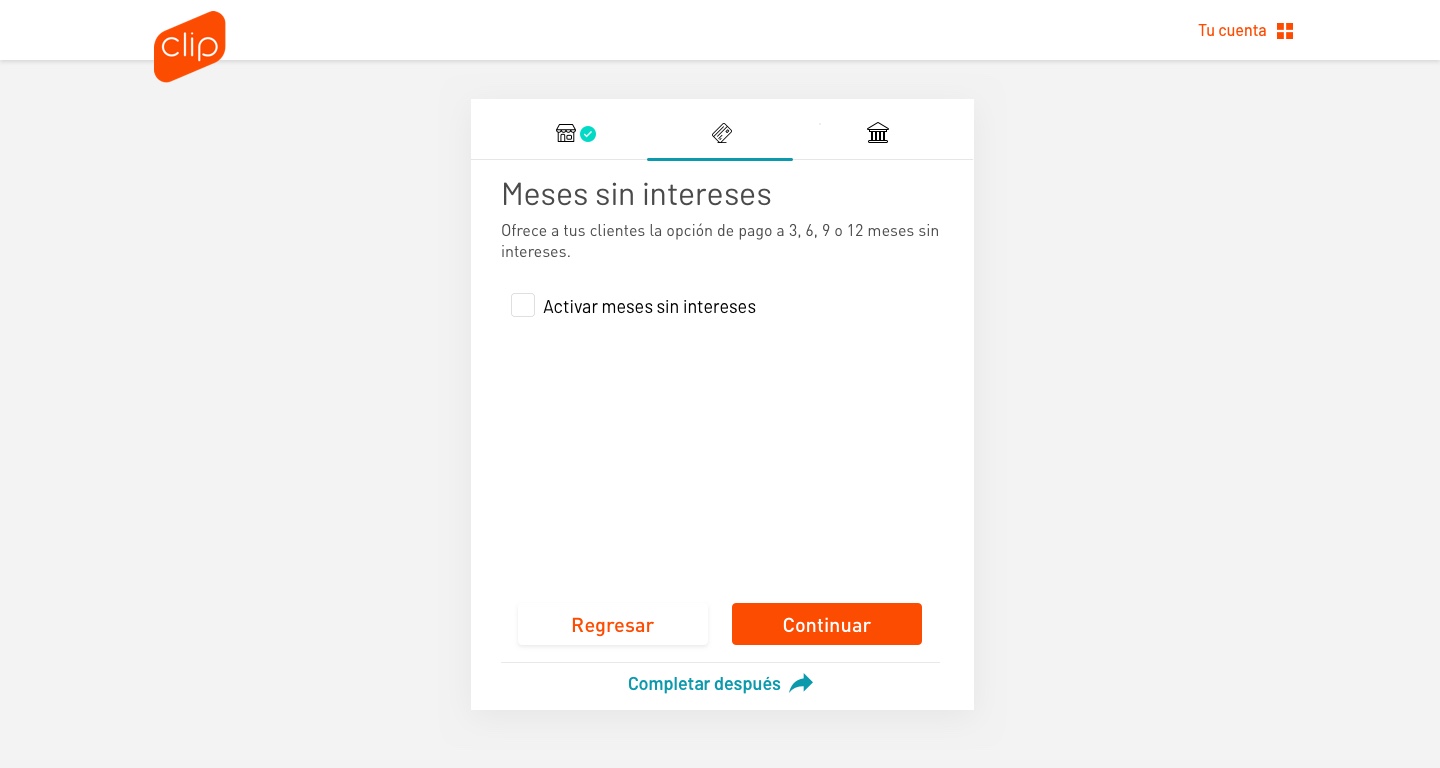 clip
Tu cuenta
Meses sin intereses
Ofrece a tus clientes la opción de pago a 3, 6, 9 o 12 meses sin
intereses.
Activar meses sin intereses
Regresar
Continuar
Completar después